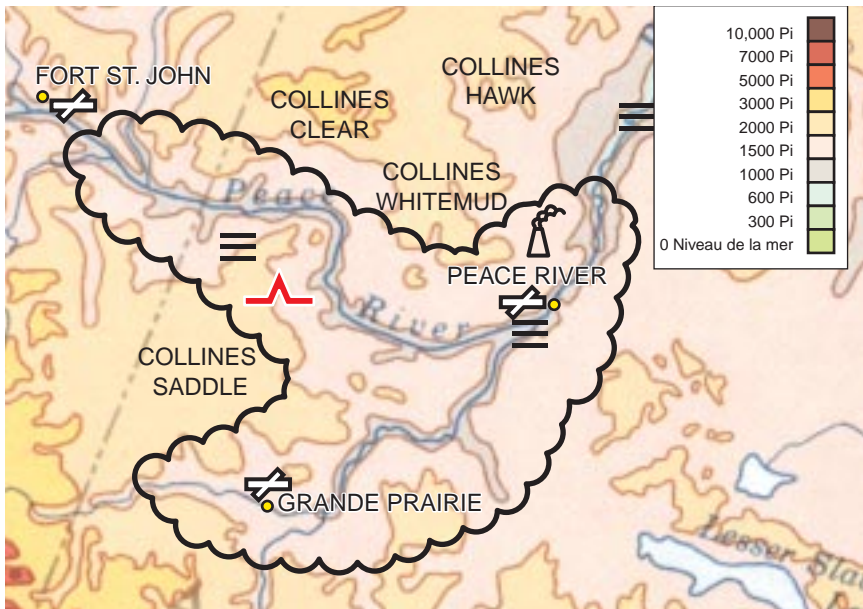 FORT ST. JOHN
COLLINES
CLEAR
COLLINES
HAWK
COLLINES
WHITEMUD
Peace
PEACE RIVER
River
COLLINES
SADDLE
GRANDE PRAIRIE
Lesser
10,000 Pi
7000 Pi
5000 Pi
3000 Pi
2000 Pi
1500 Pi
1000 Pi
600 Pi
300 Pi
0 Niveau de la mer